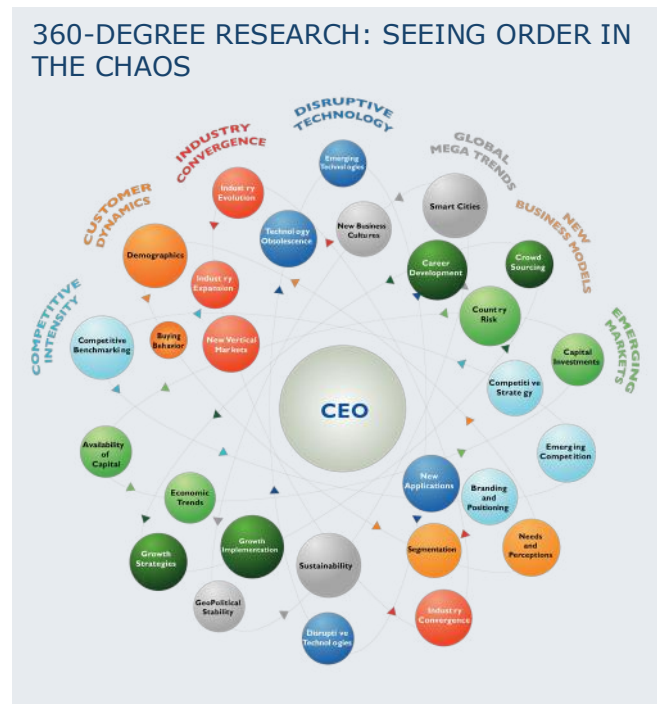 360-DEGREE RESEARCH: SEEING ORDER IN
THE CHAOS
DISRUPTIVE
TECHNOLOGY
INDUSTRY
CONVERGENCE
GLOBAL
MEGA TRENDS
CUSTOMER
DYNAMICS
NEW
BUSINESS MODELS
COMPETITIVE
INTENSITY
EMERGING
MARKETS
Emerging
Technologies
Industry
Evolution
Smart Cities
Technology
Obsolescence
New Business
Cultures
Demographics
Career
Development
Crowd
Sourcing
Industry
Expansion
Country
Risk
Competitive
Benchmarking
Buying
Behavior
New Vertical
Markets
Capital
Investments
Competitive
Strategy
CEO
Availability
of
Capital
Emerging
Competition
Economic
Trends
New
Applications
Branding
and
Positioning
Growth
Strategies
Growth
Implementation
Sustainability
Segmentation
Needs
and
Perceptions
GeoPolitical
Stability
Disruptive
Technologies
Industry
Convergence